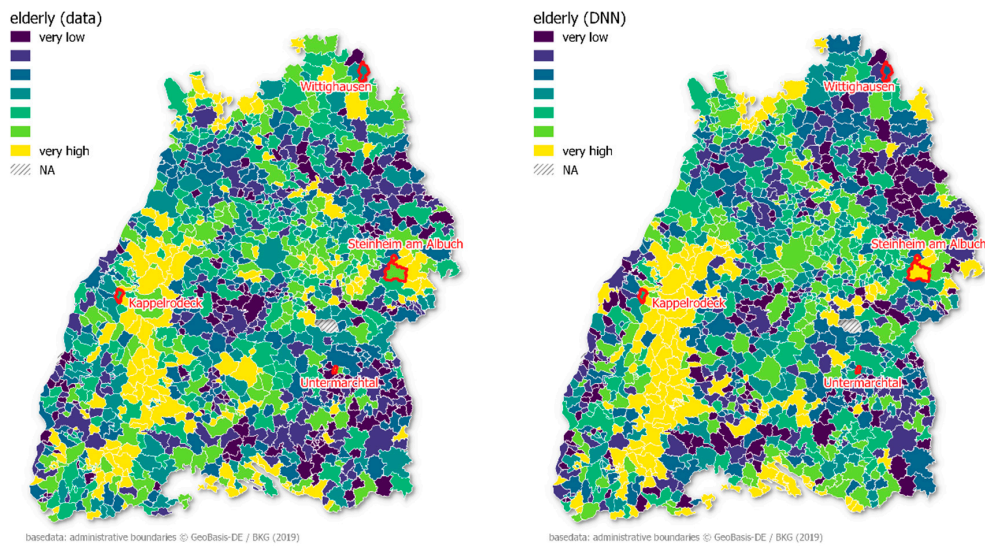 elderly (data)
very low
very high
NA
Wittighausen
Steinheim am Albuch
Kappelrodeck
Untermarchtal
basedata: administrative boundaries © GeoBasis-DE / BKG (2019)
elderly (DNN)
very low
very high
NA
Wittighausen
Steinheim am Albuch
Kappelrodeck
Untermarchtal
basedata: administrative boundaries © GeoBasis-DE / BKG (2019)